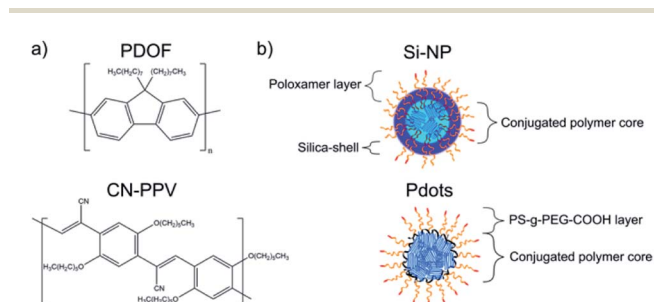 a)
PDOF
H₃C(H₂C)₇ (CH₂)₇CH₃
n
CN-PPV
CN
O(CH₂)₅CH₃
O(CH₂)₅CH₃
H₃C(H₂C)₅O
CN
H₃C(H₂C)₅O
b)
Si-NP
Poloxamer layer
Conjugated polymer core
Silica-shell
Pdots
PS-g-PEG-COOH layer
Conjugated polymer core